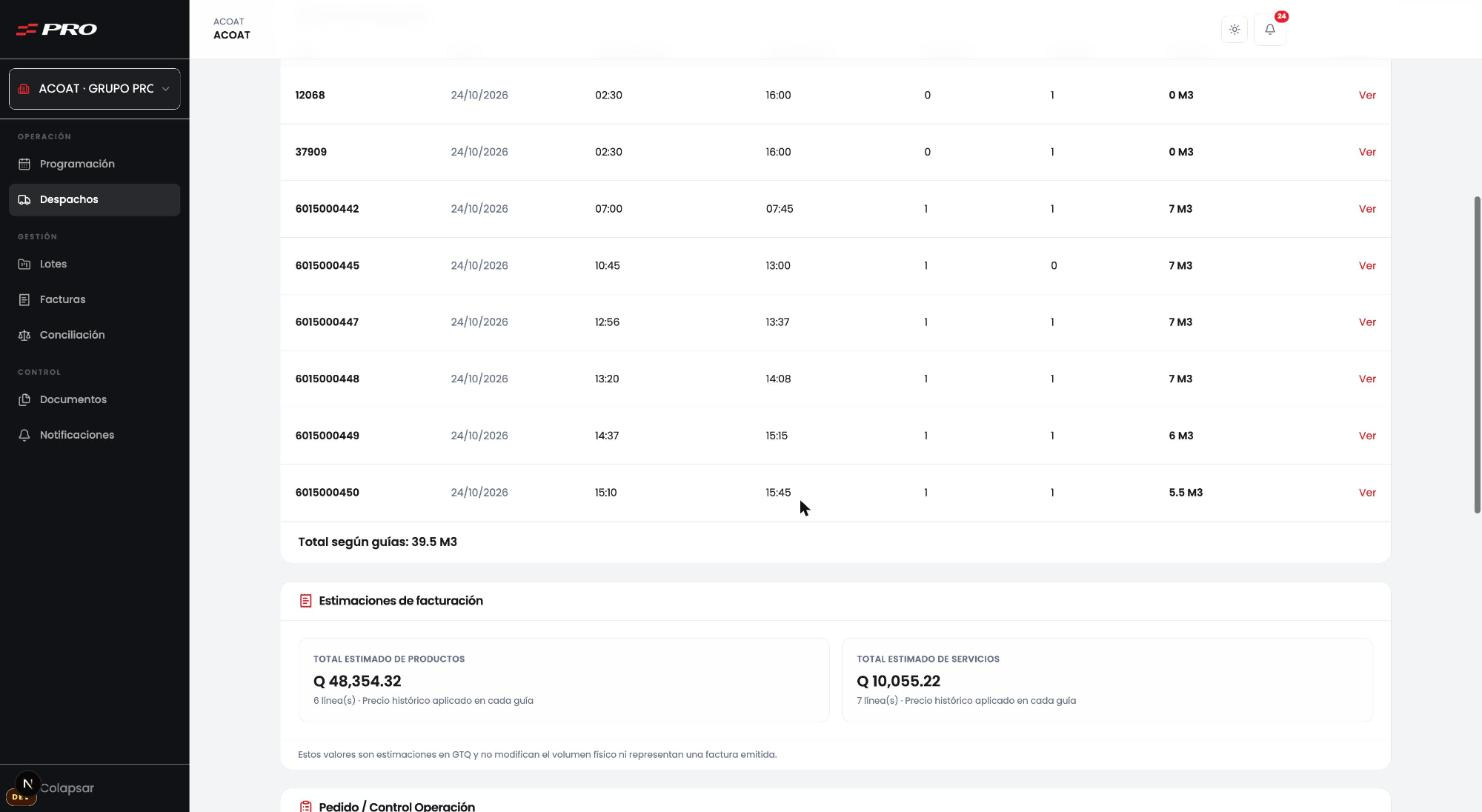 PRO
ACOAT
ACOAT
24
ACOAT · GRUPO PRC
OPERACIÓN
Programación
Despachos
GESTIÓN
Lotes
Facturas
Conciliación
CONTROL
Documentos
Notificaciones
N
Colapsar
12068 24/10/2026 02:30 16:00 0 1 0 M3 Ver
37909 24/10/2026 02:30 16:00 0 1 0 M3 Ver
6015000442 24/10/2026 07:00 07:45 1 1 7 M3 Ver
6015000445 24/10/2026 10:45 13:00 1 0 7 M3 Ver
6015000447 24/10/2026 12:56 13:37 1 1 7 M3 Ver
6015000448 24/10/2026 13:20 14:08 1 1 7 M3 Ver
6015000449 24/10/2026 14:37 15:15 1 1 6 M3 Ver
6015000450 24/10/2026 15:10 15:45 1 1 5.5 M3 Ver
Total según guías: 39.5 M3
Estimaciones de facturación
TOTAL ESTIMADO DE PRODUCTOS
Q 48,354.32
6 línea(s) · Precio histórico aplicado en cada guía
TOTAL ESTIMADO DE SERVICIOS
Q 10,055.22
7 línea(s) · Precio histórico aplicado en cada guía
Estos valores son estimaciones en GTQ y no modifican el volumen físico ni representan una factura emitida.
Pedido / Control Operación